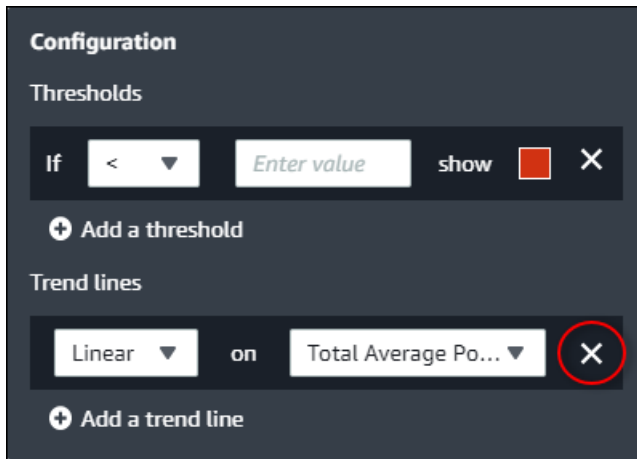 Configuration
Thresholds
If < Enter value show
Add a threshold
Trend lines
Linear on Total Average Po...
Add a trend line